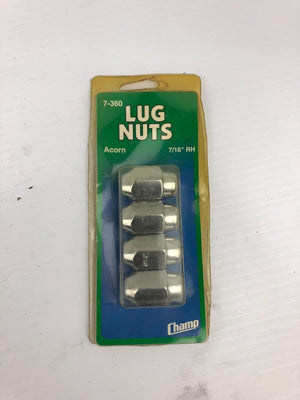 7-360
LUG
NUTS
Acorn 7/16" RH
Champ